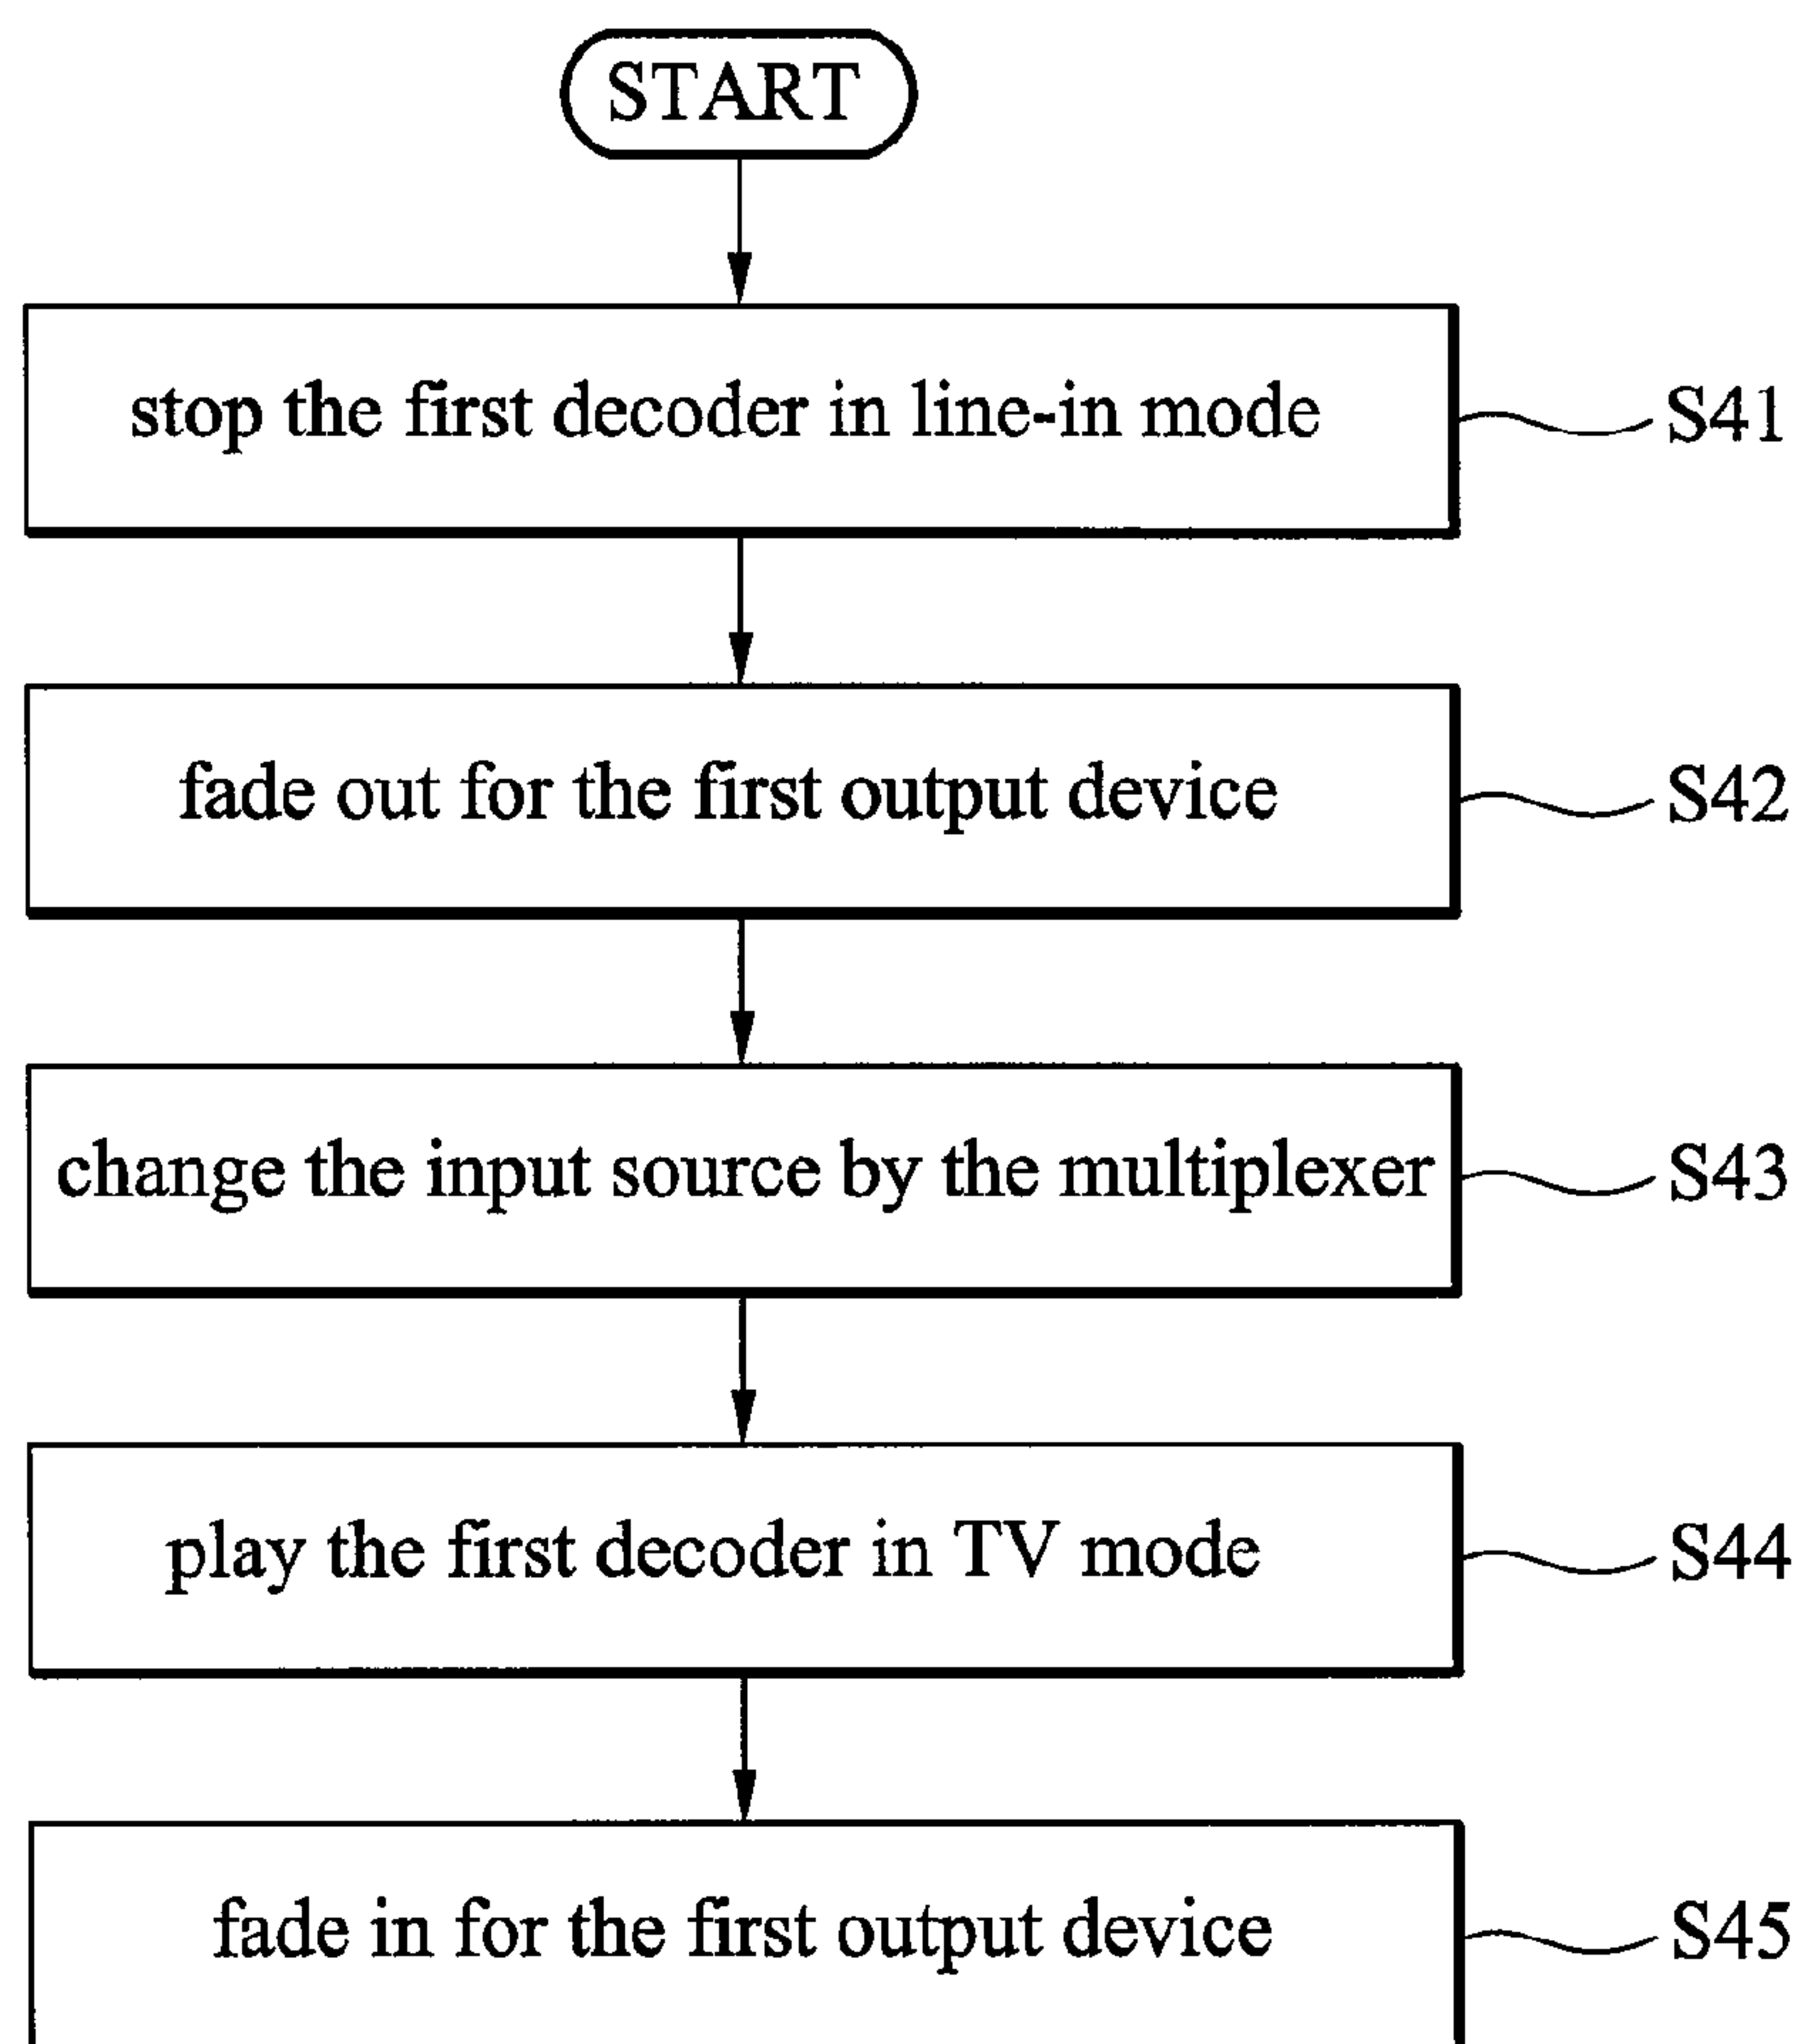 START
stop the first decoder in line-in mode
S41
fade out for the first output device
S42
change the input source by the multiplexer
S43
play the first decoder in TV mode
S44
fade in for the first output device
S45